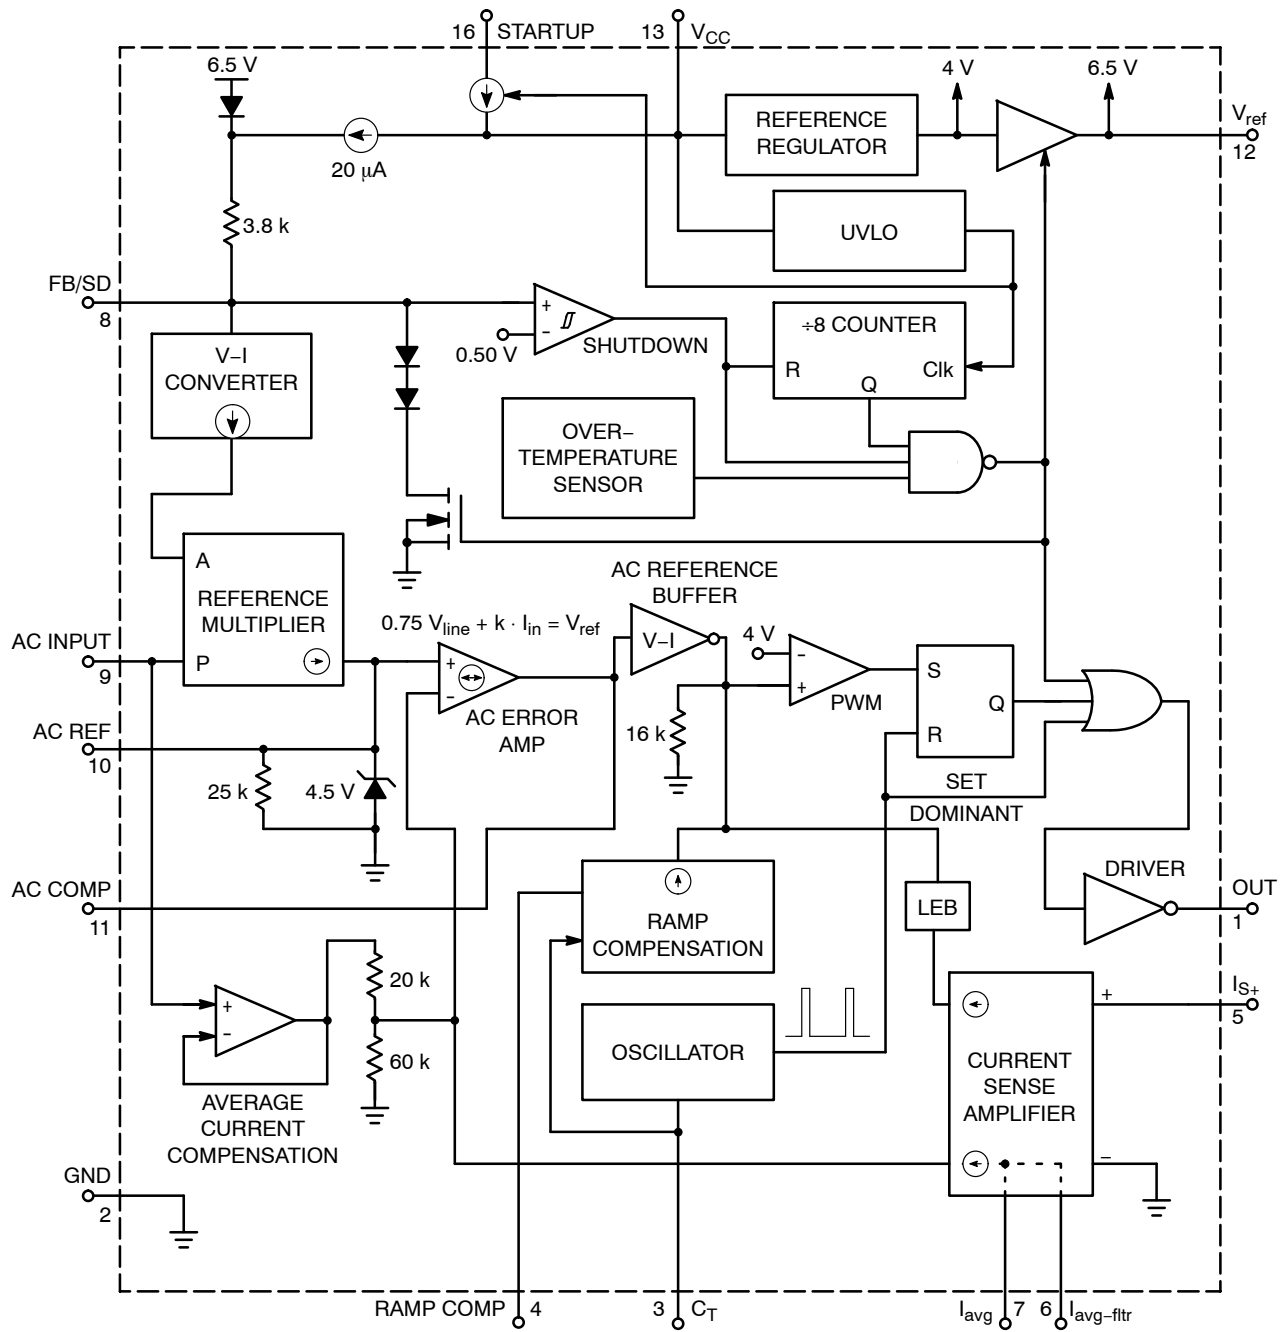 16 STARTUP
13 VCC
6.5 V
4 V
6.5 V
REFERENCE
REGULATOR
Vref
12
20 μA
3.8 k
UVLO
FB/SD
8
+
−
0.50 V
SHUTDOWN
÷8 COUNTER
R
Clk
Q
V−I
CONVERTER
OVER−
TEMPERATURE
SENSOR
A
REFERENCE
MULTIPLIER
P
AC INPUT
9
0.75 Vline + k · Iin = Vref
+
−
AC ERROR
AMP
AC REFERENCE
BUFFER
V−I
4 V
−
+
PWM
16 k
S
Q
R
SET
DOMINANT
AC REF
10
25 k
4.5 V
AC COMP
11
RAMP
COMPENSATION
LEB
DRIVER
OUT
1
20 k
60 k
+
−
AVERAGE
CURRENT
COMPENSATION
OSCILLATOR
+
IS+
5
CURRENT
SENSE
AMPLIFIER
−
GND
2
RAMP COMP 4
3 CT
Iavg 7
6 Iavg−fltr